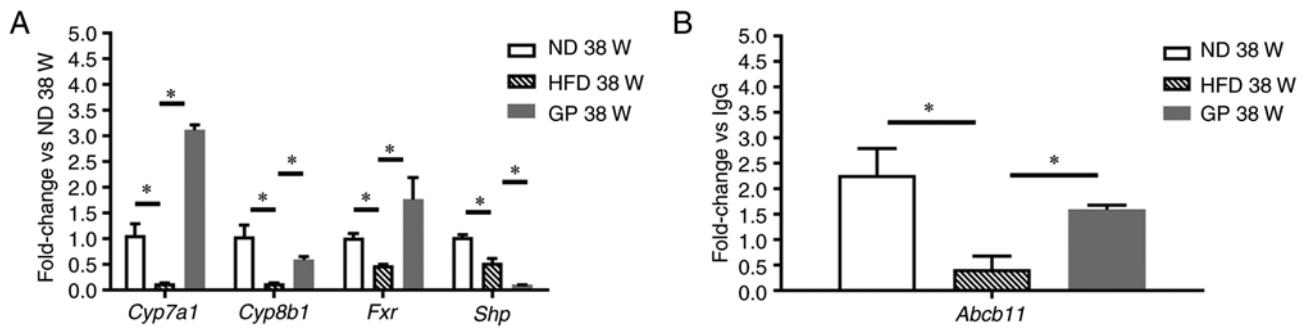 A
Fold-change vs ND 38 W
5.0
4.5
4.0
3.5
3.0
2.5
2.0
1.5
1.0
0.5
0.0
* * * * * * * *
Cyp7a1 Cyp8b1 Fxr Shp
ND 38 W
HFD 38 W
GP 38 W
B
Fold-change vs IgG
5.0
4.5
4.0
3.5
3.0
2.5
2.0
1.5
1.0
0.5
0.0
* *
Abcb11
ND 38 W
HFD 38 W
GP 38 W